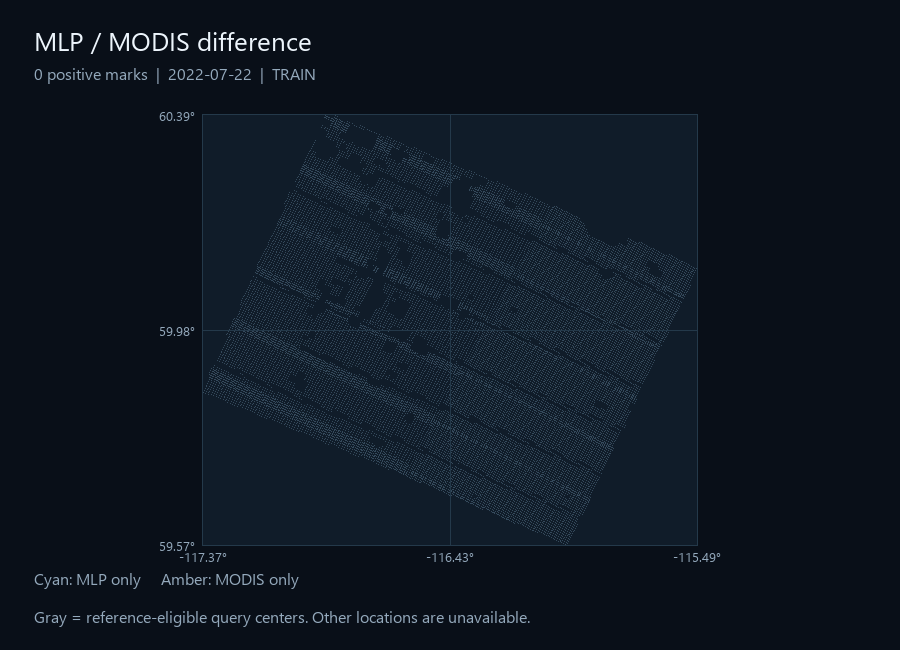 MLP / MODIS difference
0 positive marks | 2022-07-22 | TRAIN
60.39°
59.98°
59.57°
-117.37° -116.43° -115.49°
Cyan: MLP only Amber: MODIS only
Gray = reference-eligible query centers. Other locations are unavailable.